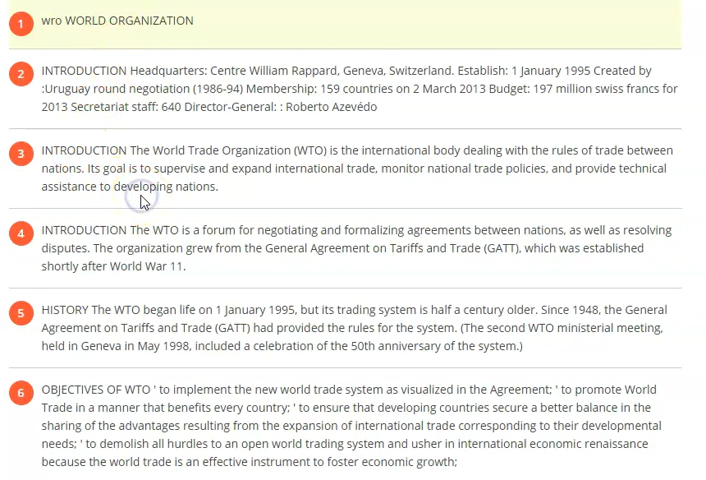 1 wro WORLD ORGANIZATION
2 INTRODUCTION Headquarters: Centre William Rappard, Geneva, Switzerland. Establish: 1 January 1995 Created by
:Uruguay round negotiation (1986-94) Membership: 159 countries on 2 March 2013 Budget: 197 million swiss francs for
2013 Secretariat staff: 640 Director-General: : Roberto Azevédo
3 INTRODUCTION The World Trade Organization (WTO) is the international body dealing with the rules of trade between
nations. Its goal is to supervise and expand international trade, monitor national trade policies, and provide technical
assistance to developing nations.
4 INTRODUCTION The WTO is a forum for negotiating and formalizing agreements between nations, as well as resolving
disputes. The organization grew from the General Agreement on Tariffs and Trade (GATT), which was established
shortly after World War 11.
5 HISTORY The WTO began life on 1 January 1995, but its trading system is half a century older. Since 1948, the General
Agreement on Tariffs and Trade (GATT) had provided the rules for the system. (The second WTO ministerial meeting,
held in Geneva in May 1998, included a celebration of the 50th anniversary of the system.)
6 OBJECTIVES OF WTO ' to implement the new world trade system as visualized in the Agreement; ' to promote World
Trade in a manner that benefits every country; ' to ensure that developing countries secure a better balance in the
sharing of the advantages resulting from the expansion of international trade corresponding to their developmental
needs; ' to demolish all hurdles to an open world trading system and usher in international economic renaissance
because the world trade is an effective instrument to foster economic growth;